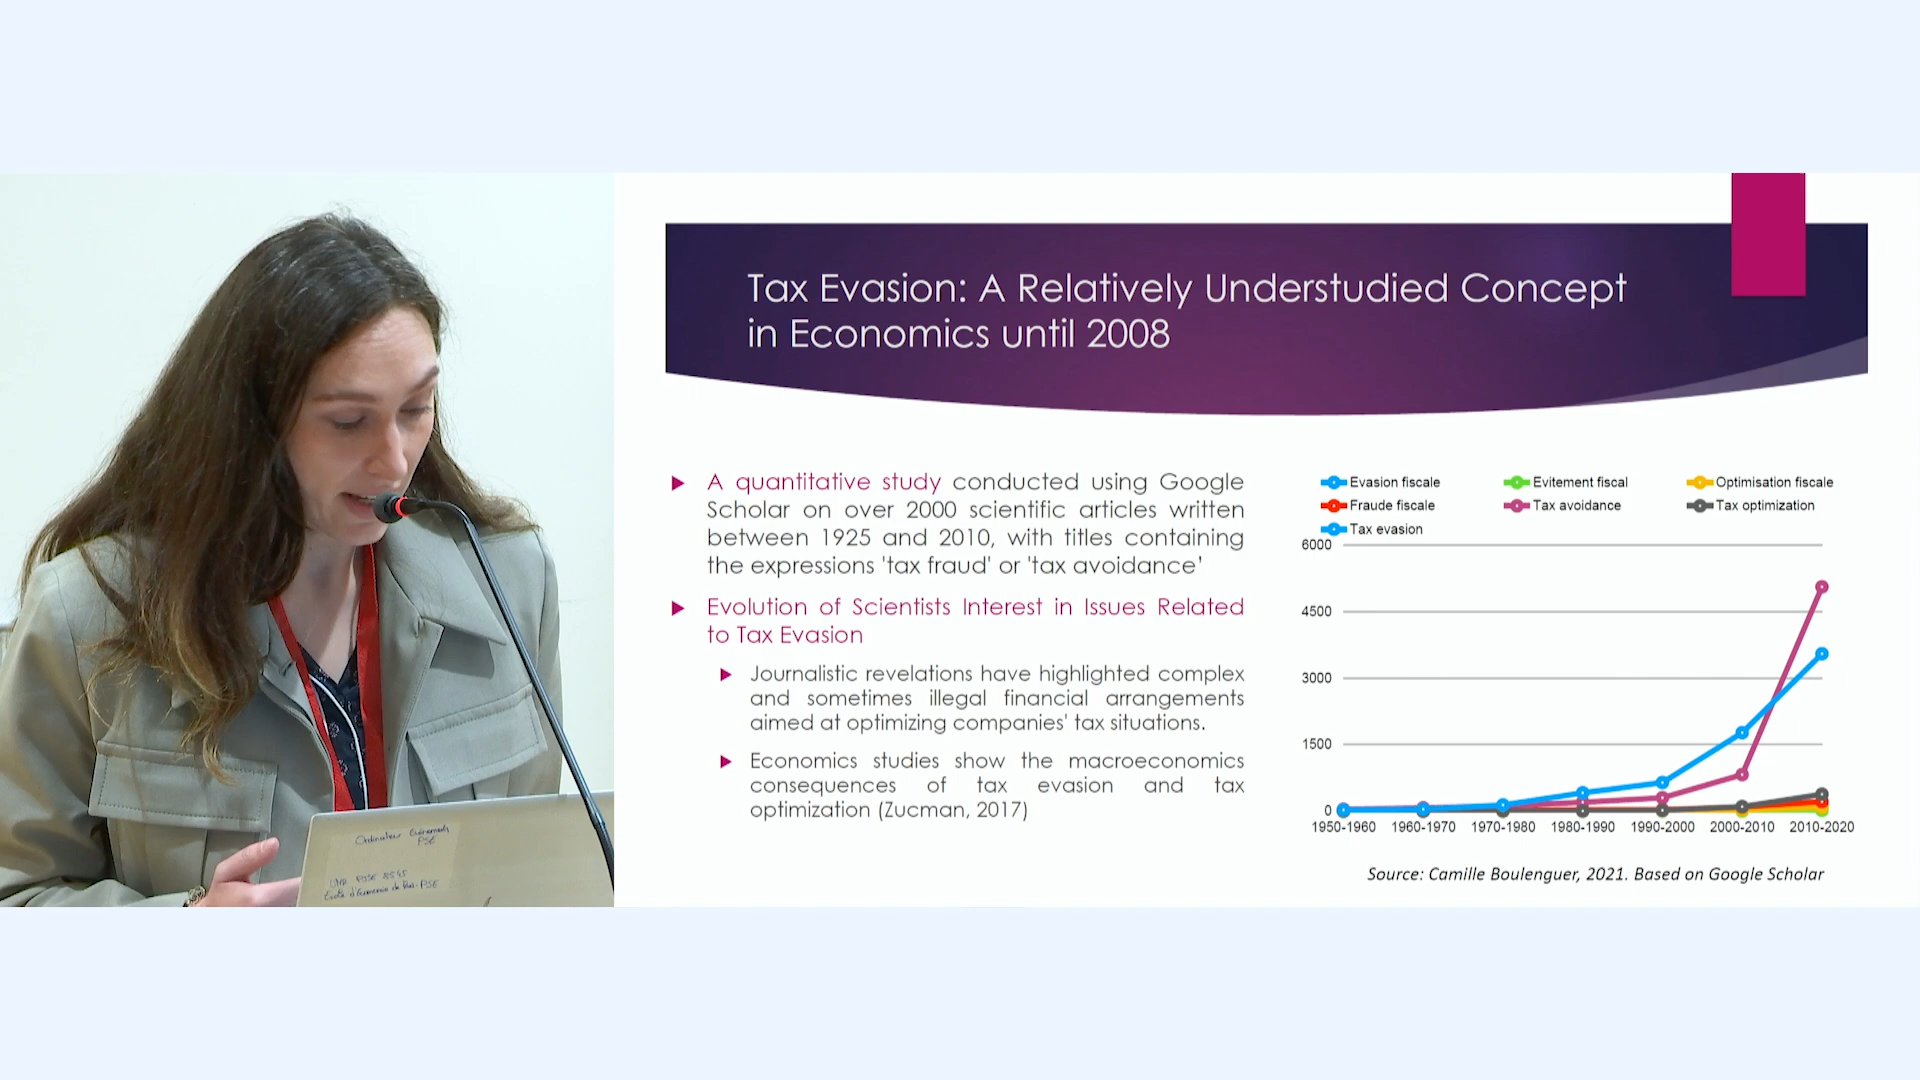 Tax Evasion: A Relatively Understudied Concept
in Economics until 2008
A quantitative study conducted using Google
Scholar on over 2000 scientific articles written
between 1925 and 2010, with titles containing
the expressions 'tax fraud' or 'tax avoidance'
Evolution of Scientists Interest in Issues Related
to Tax Evasion
Journalistic revelations have highlighted complex
and sometimes illegal financial arrangements
aimed at optimizing companies' tax situations.
Economics studies show the macroeconomics
consequences of tax evasion and tax
optimization (Zucman, 2017)
Evasion fiscale Evitement fiscal Optimisation fiscale
Fraude fiscale Tax avoidance Tax optimization
Tax evasion
6000
4500
3000
1500
0
1950-1960 1960-1970 1970-1980 1980-1990 1990-2000 2000-2010 2010-2020
Source: Camille Boulenguer, 2021. Based on Google Scholar
Ordinateur
PSE